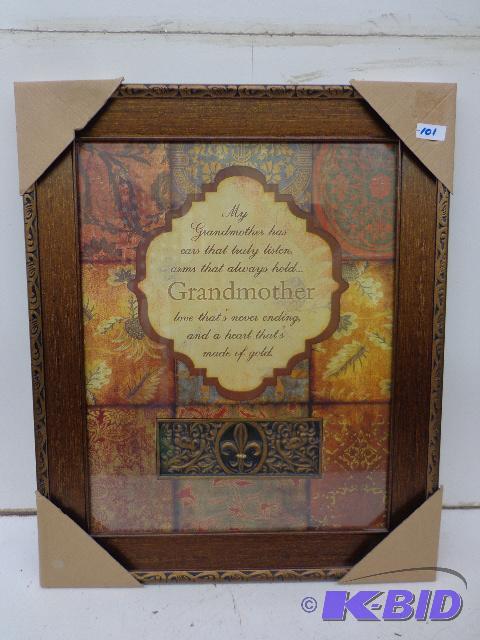 -101
My
Grandmother has
ears that truly listen,
arms that always hold...
Grandmother
love that's never ending,
and a heart that's
made of gold.
© K-BID